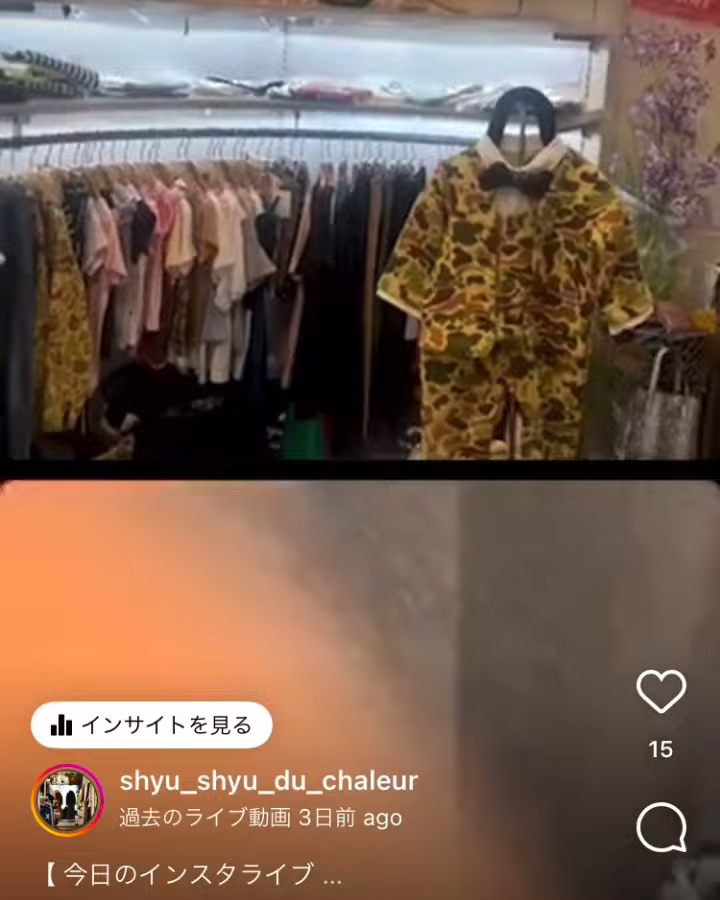 インサイトを見る
shyu_shyu_du_chaleur
過去のライブ動画 3日前 ago
【 今日のインスタライブ ...
15